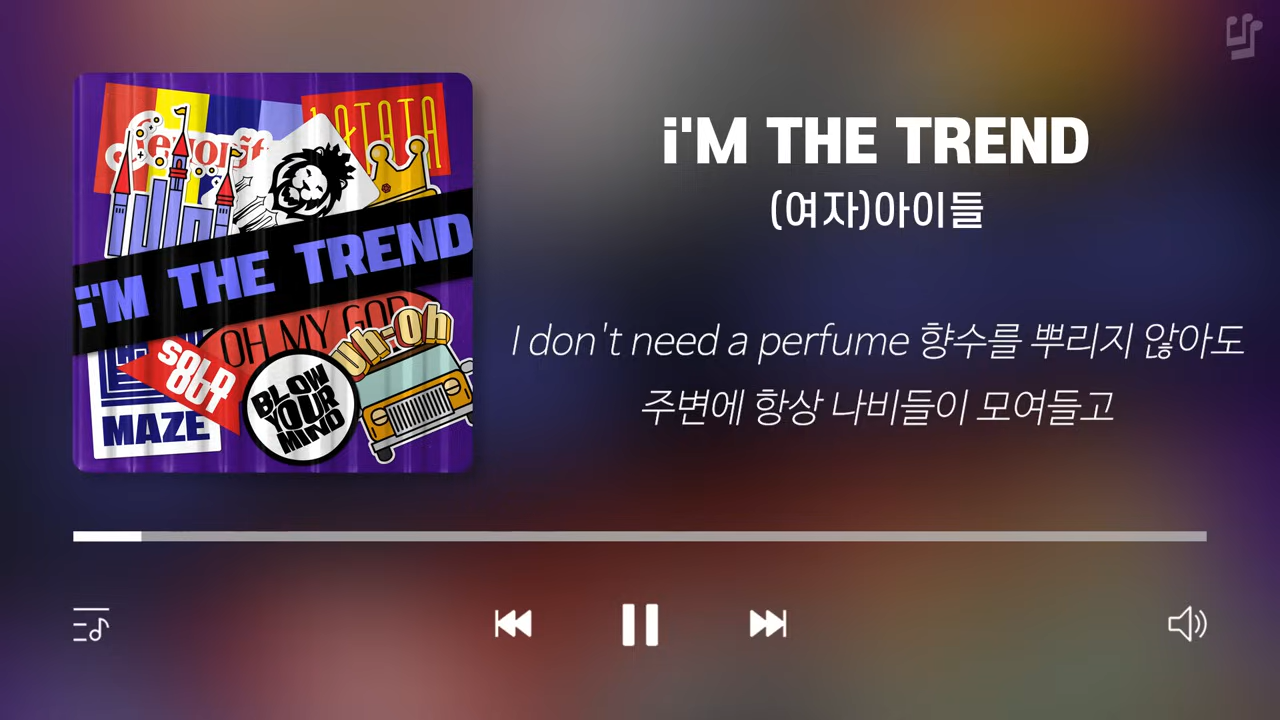 LATATA
i'M THE TREND
OH MY GOD
Uh-Oh
SOLD
OUT
BLOW
YOUR
MIND
MAZE
i'M THE TREND
(여자)아이들
I don't need a perfume 향수를 뿌리지 않아도
주변에 항상 나비들이 모여들고